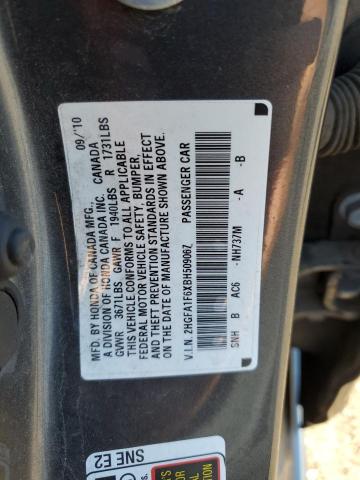 MFD. BY HONDA OF CANADA MFG. 09/'10
A DIVISION OF HONDA CANADA INC. CANADA
GVWR 3671LBS GAWR F 1940LBS R 1731LBS
THIS VEHICLE CONFORMS TO ALL APPLICABLE
FEDERAL MOTOR VEHICLE SAFETY, BUMPER,
AND THEFT PREVENTION STANDARDS IN EFFECT
ON THE DATE OF MANUFACTURE SHOWN ABOVE.
V.I.N. 2HGFA1F6XBH509067 PASSENGER CAR
SNH B AC6 -NH737M -A -B
SNE E2